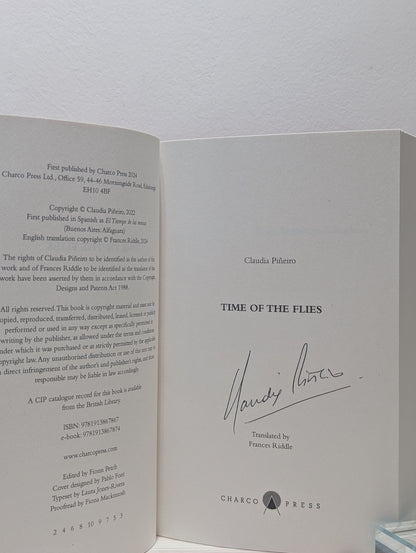 First published by Charco Press 2024
Charco Press Ltd., Office 59, 44-46 Morningside Road, Edinburgh
EH10 4BF
Copyright © Claudia Piñeiro, 2022
First published in Spanish as El Tiempo de las moscas
(Buenos Aires: Alfaguara)
English translation copyright © Frances Riddle, 2024
The rights of Claudia Piñeiro to be identified as the author of this
work and of Frances Riddle to be identified as the translator of this
work have been asserted by them in accordance with the Copyright,
Designs and Patents Act 1988.
All rights reserved. This book is copyright material and must not be
copied, reproduced, transferred, distributed, leased, licensed or publicly
performed or used in any way except as specifically permitted in
writing by the publisher, as allowed under the terms and conditions
under which it was purchased or as strictly permitted by the applicable
copyright law. Any unauthorised distribution or use of this text may be
a direct infringement of the author's and publisher's rights, and those
responsible may be liable in law accordingly.
A CIP catalogue record for this book is available
from the British Library.
ISBN: 9781913867867
e-book: 9781913867874
www.charcopress.com
Edited by Fionn Petch
Cover designed by Pablo Font
Typeset by Laura Jones-Rivera
Proofread by Fiona Mackintosh
2 4 6 8 10 9 7 5 3
Claudia Piñeiro
TIME OF THE FLIES
Claudia Piñeiro
Translated by
Frances Riddle
CHARCO PRESS